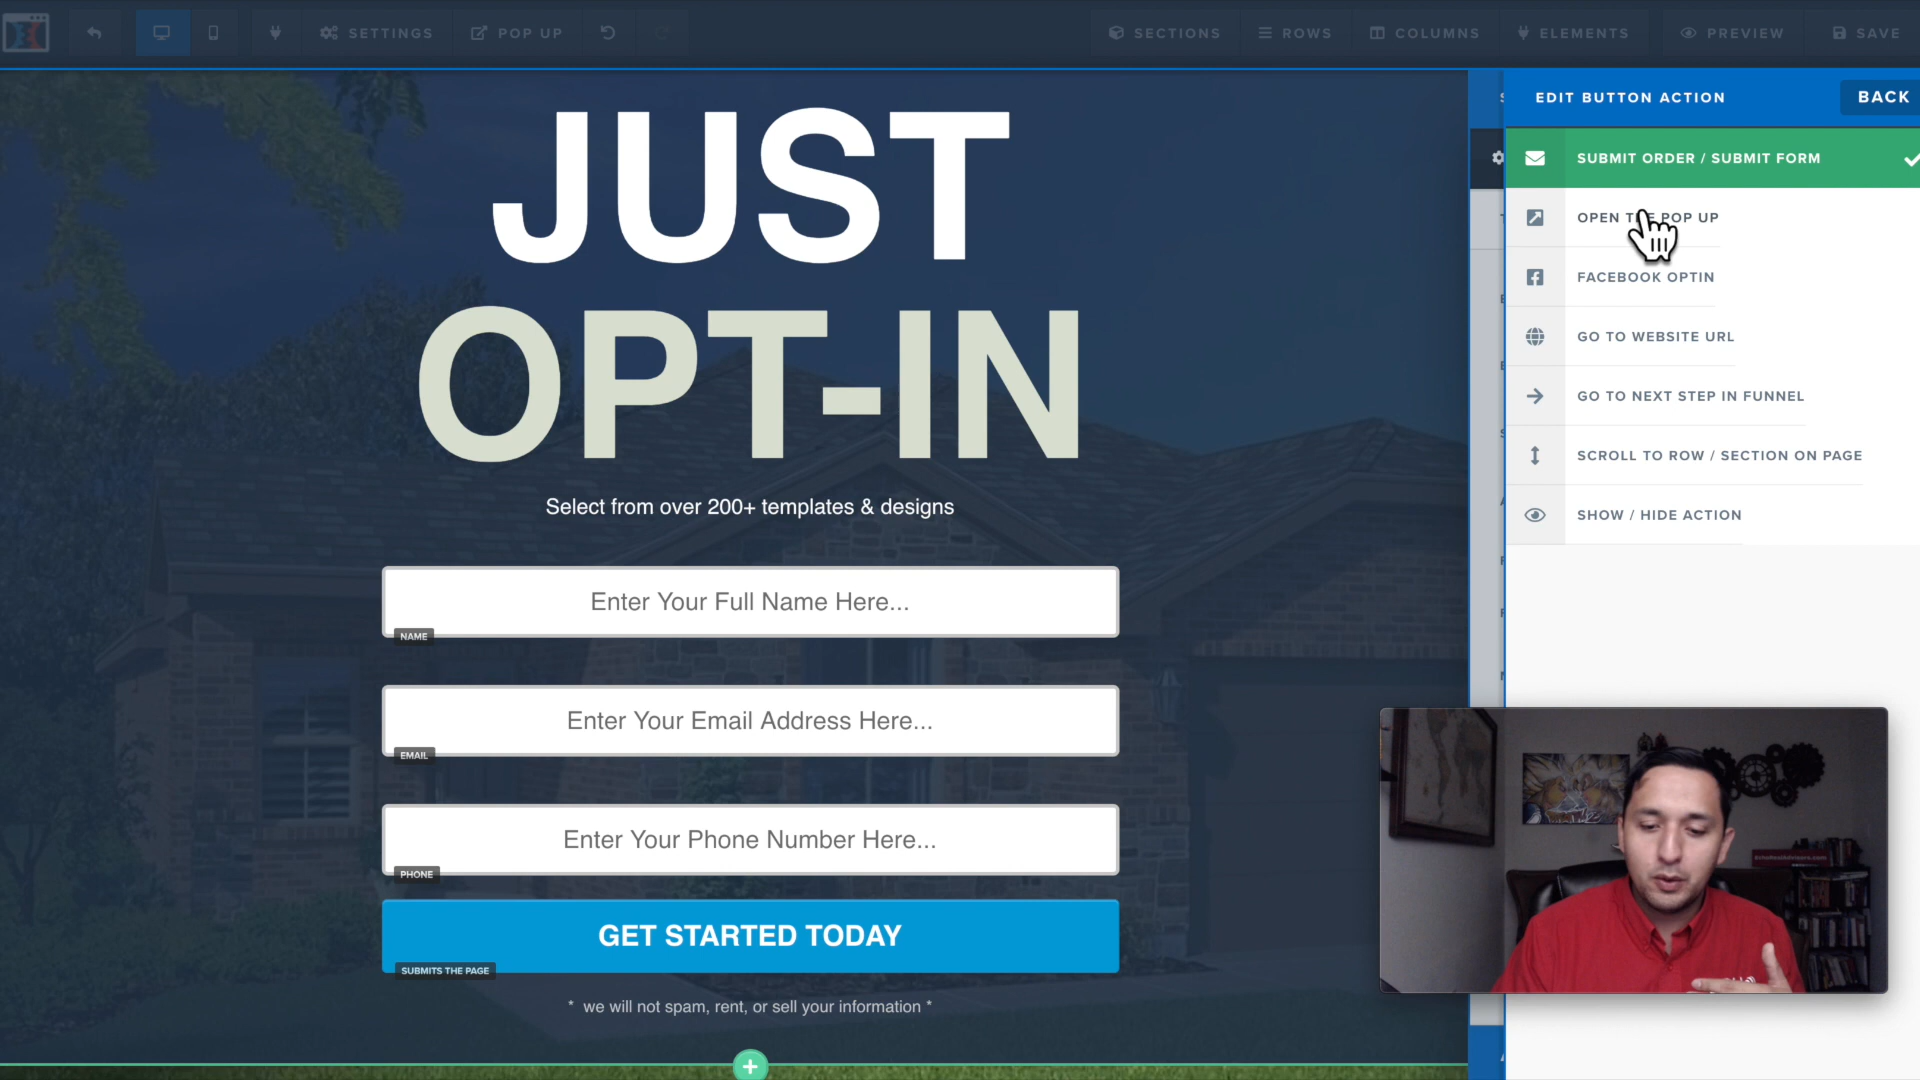 SETTINGS
POP UP
SECTIONS
ROWS
COLUMNS
ELEMENTS
PREVIEW
SAVE
EDIT BUTTON ACTION
BACK
SUBMIT ORDER / SUBMIT FORM
OPEN THE POP UP
FACEBOOK OPTIN
GO TO WEBSITE URL
GO TO NEXT STEP IN FUNNEL
SCROLL TO ROW / SECTION ON PAGE
SHOW / HIDE ACTION
JUST
OPT-IN
Select from over 200+ templates & designs
Enter Your Full Name Here...
NAME
Enter Your Email Address Here...
EMAIL
Enter Your Phone Number Here...
PHONE
GET STARTED TODAY
SUBMITS THE PAGE
* we will not spam, rent, or sell your information *